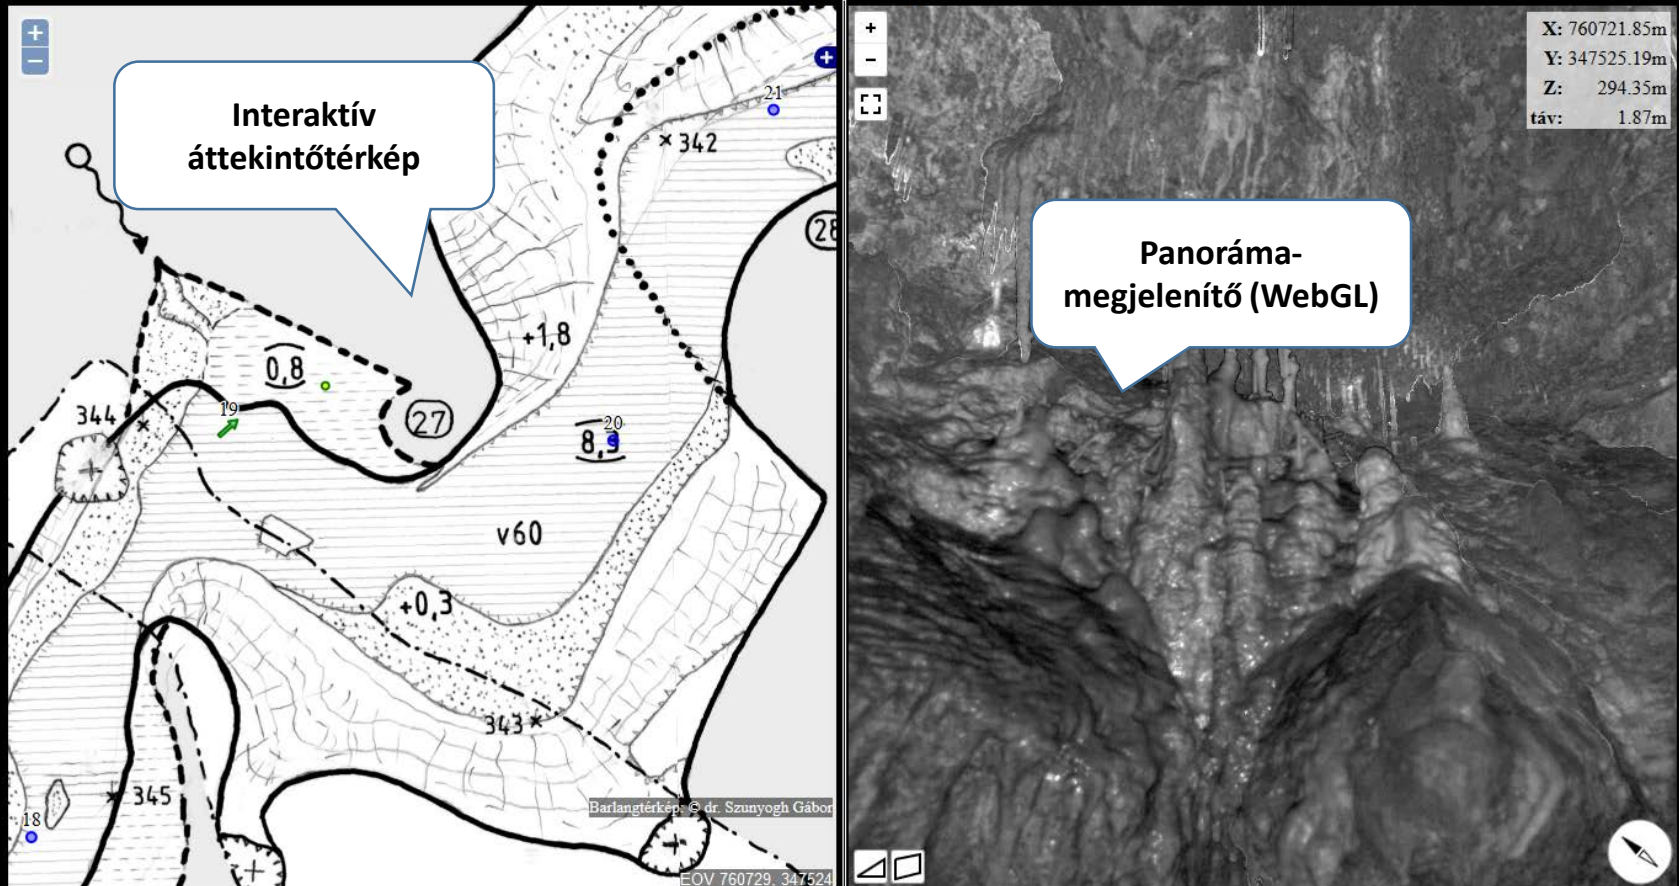 +
−
Interaktív
áttekintőtérkép
+
21
×342
28
+1,8
0,8
19
344
27
20
8,3
v60
+0,3
343×
×345
18
Barlangtérkép: © dr. Szunyogh Gábor
EOV 760729, 347524
+
−
X: 760721.85m
Y: 347525.19m
Z: 294.35m
táv: 1.87m
Panoráma-
megjelenítő (WebGL)